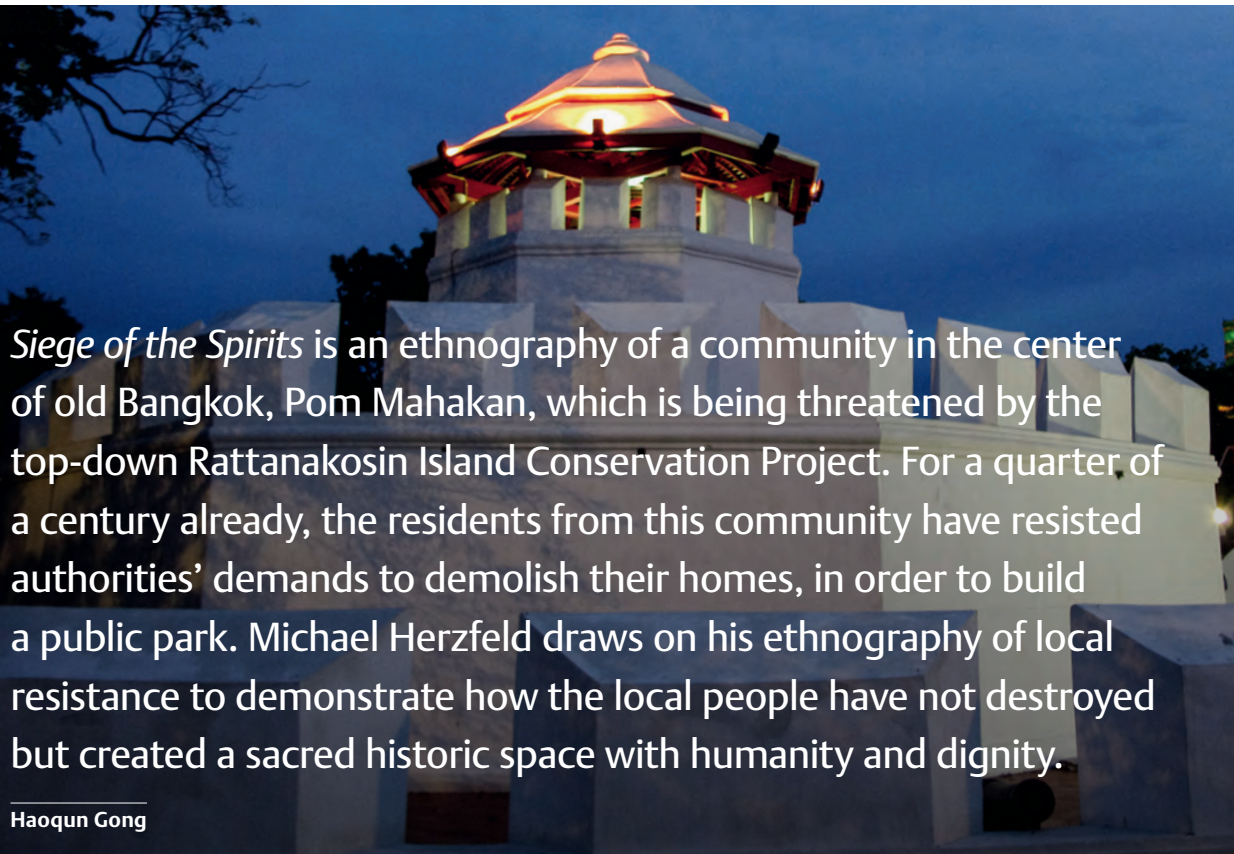 Siege of the Spirits is an ethnography of a community in the center
of old Bangkok, Pom Mahakan, which is being threatened by the
top-down Rattanakosin Island Conservation Project. For a quarter of
a century already, the residents from this community have resisted
authorities’ demands to demolish their homes, in order to build
a public park. Michael Herzfeld draws on his ethnography of local
resistance to demonstrate how the local people have not destroyed
but created a sacred historic space with humanity and dignity.
Haoqun Gong